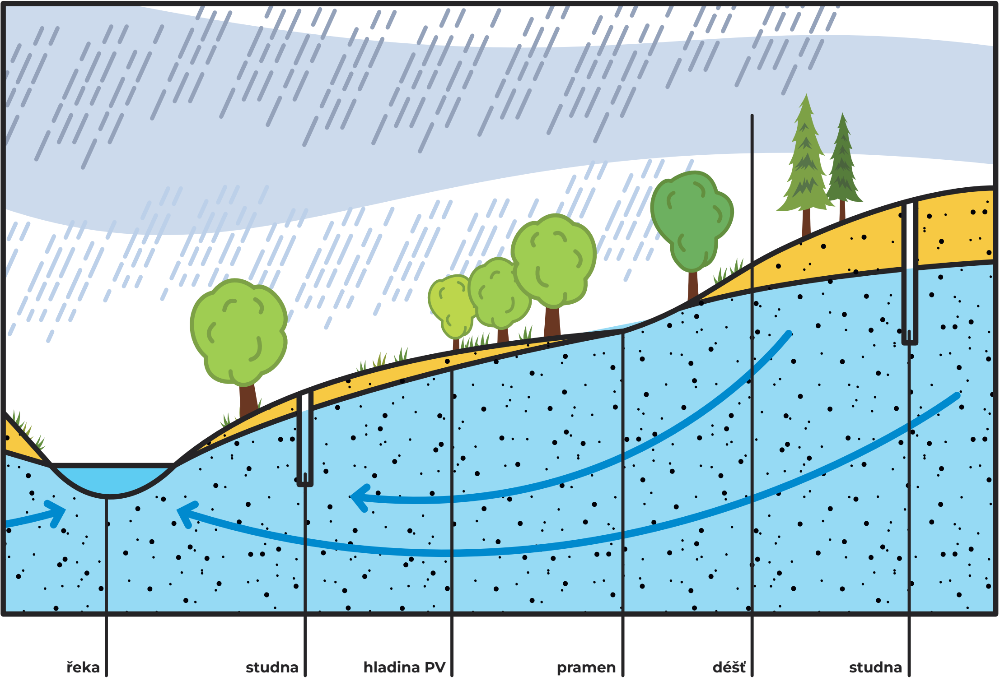 řeka
studna
hladina PV
pramen
déšť
studna